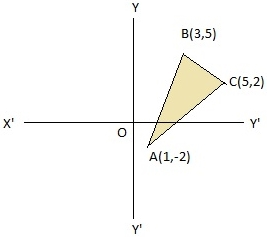 Y
B(3,5)
C(5,2)
X'
O
Y'
A(1,-2)
Y'